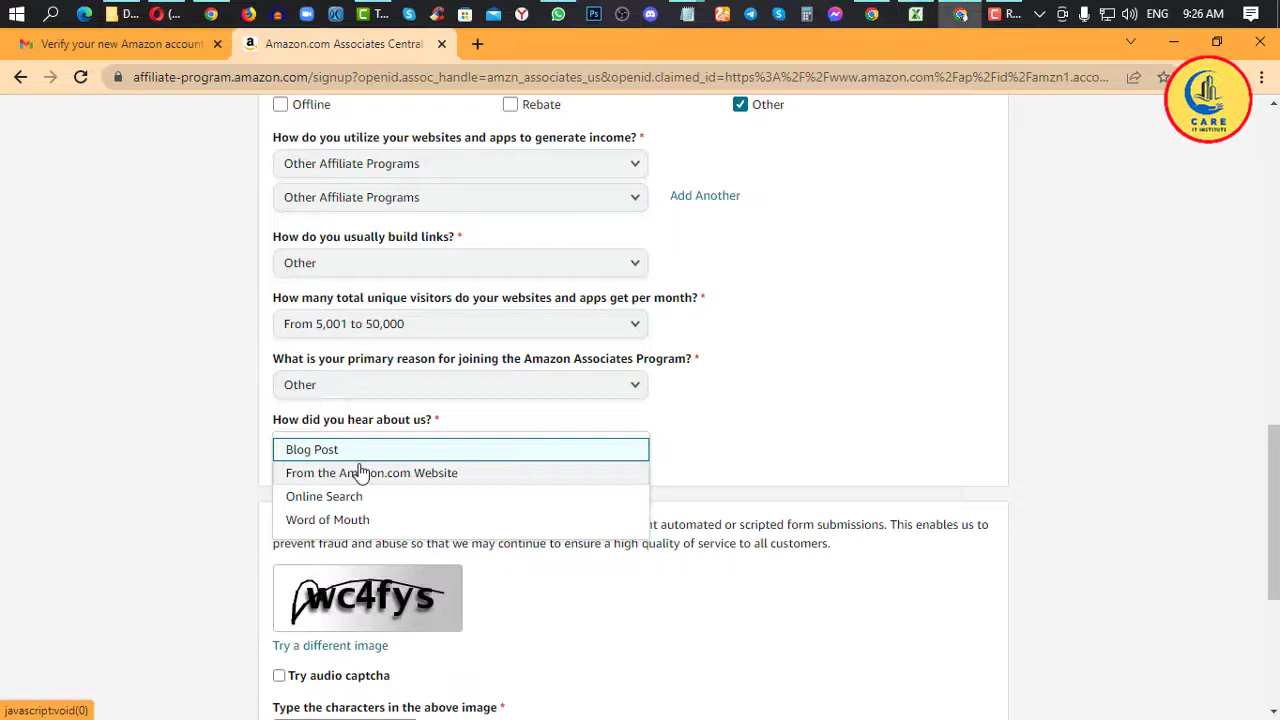 D...
(...
T...
R...
ENG
9:26 AM
Verify your new Amazon account
Amazon.com Associates Central
affiliate-program.amazon.com/signup?openid.assoc_handle=amzn_associates_us&openid.claimed_id=https%3A%2F%2Fwww.amazon.com%2Fap%2Fid%2Famzn1.acco...
CARE
IT INSTITUTE
Offline
Rebate
Other
How do you utilize your websites and apps to generate income? *
Other Affiliate Programs
Other Affiliate Programs
Add Another
How do you usually build links? *
Other
How many total unique visitors do your websites and apps get per month? *
From 5,001 to 50,000
What is your primary reason for joining the Amazon Associates Program? *
Other
How did you hear about us? *
Blog Post
From the Amazon.com Website
Online Search
Word of Mouth
t automated or scripted form submissions. This enables us to
prevent fraud and abuse so that we may continue to ensure a high quality of service to all customers.
wc4fys
Try a different image
Try audio captcha
Type the characters in the above image *
javascript:void(0)